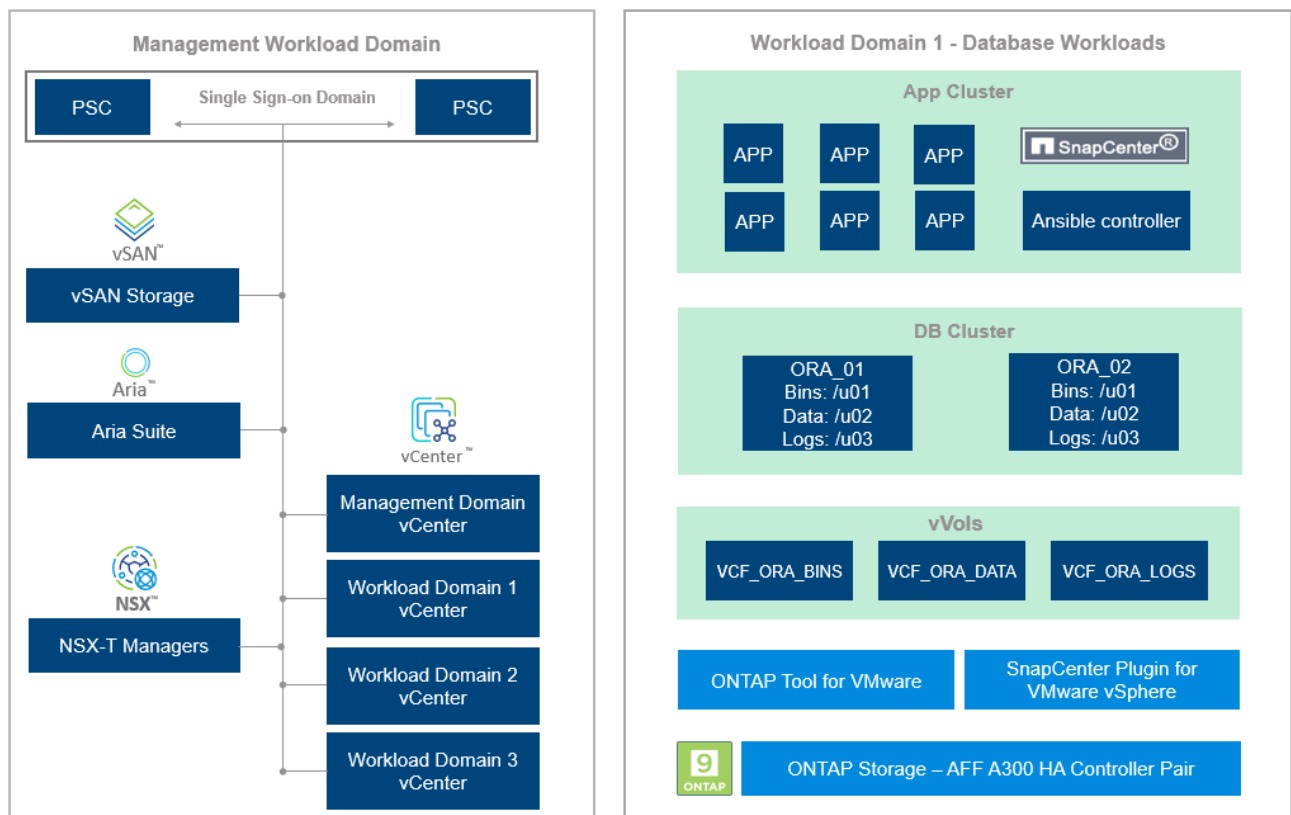 Management Workload Domain
PSC
Single Sign-on Domain
PSC
vSAN™
vSAN Storage
Aria™
Aria Suite
vCenter™
Management Domain
vCenter
Workload Domain 1
vCenter
NSX™
NSX-T Managers
Workload Domain 2
vCenter
Workload Domain 3
vCenter
Workload Domain 1 - Database Workloads
App Cluster
APP
APP
APP
SnapCenter®
APP
APP
APP
Ansible controller
DB Cluster
ORA_01
Bins: /u01
Data: /u02
Logs: /u03
ORA_02
Bins: /u01
Data: /u02
Logs: /u03
vVols
VCF_ORA_BINS
VCF_ORA_DATA
VCF_ORA_LOGS
ONTAP Tool for VMware
SnapCenter Plugin for
VMware vSphere
9
ONTAP
ONTAP Storage – AFF A300 HA Controller Pair